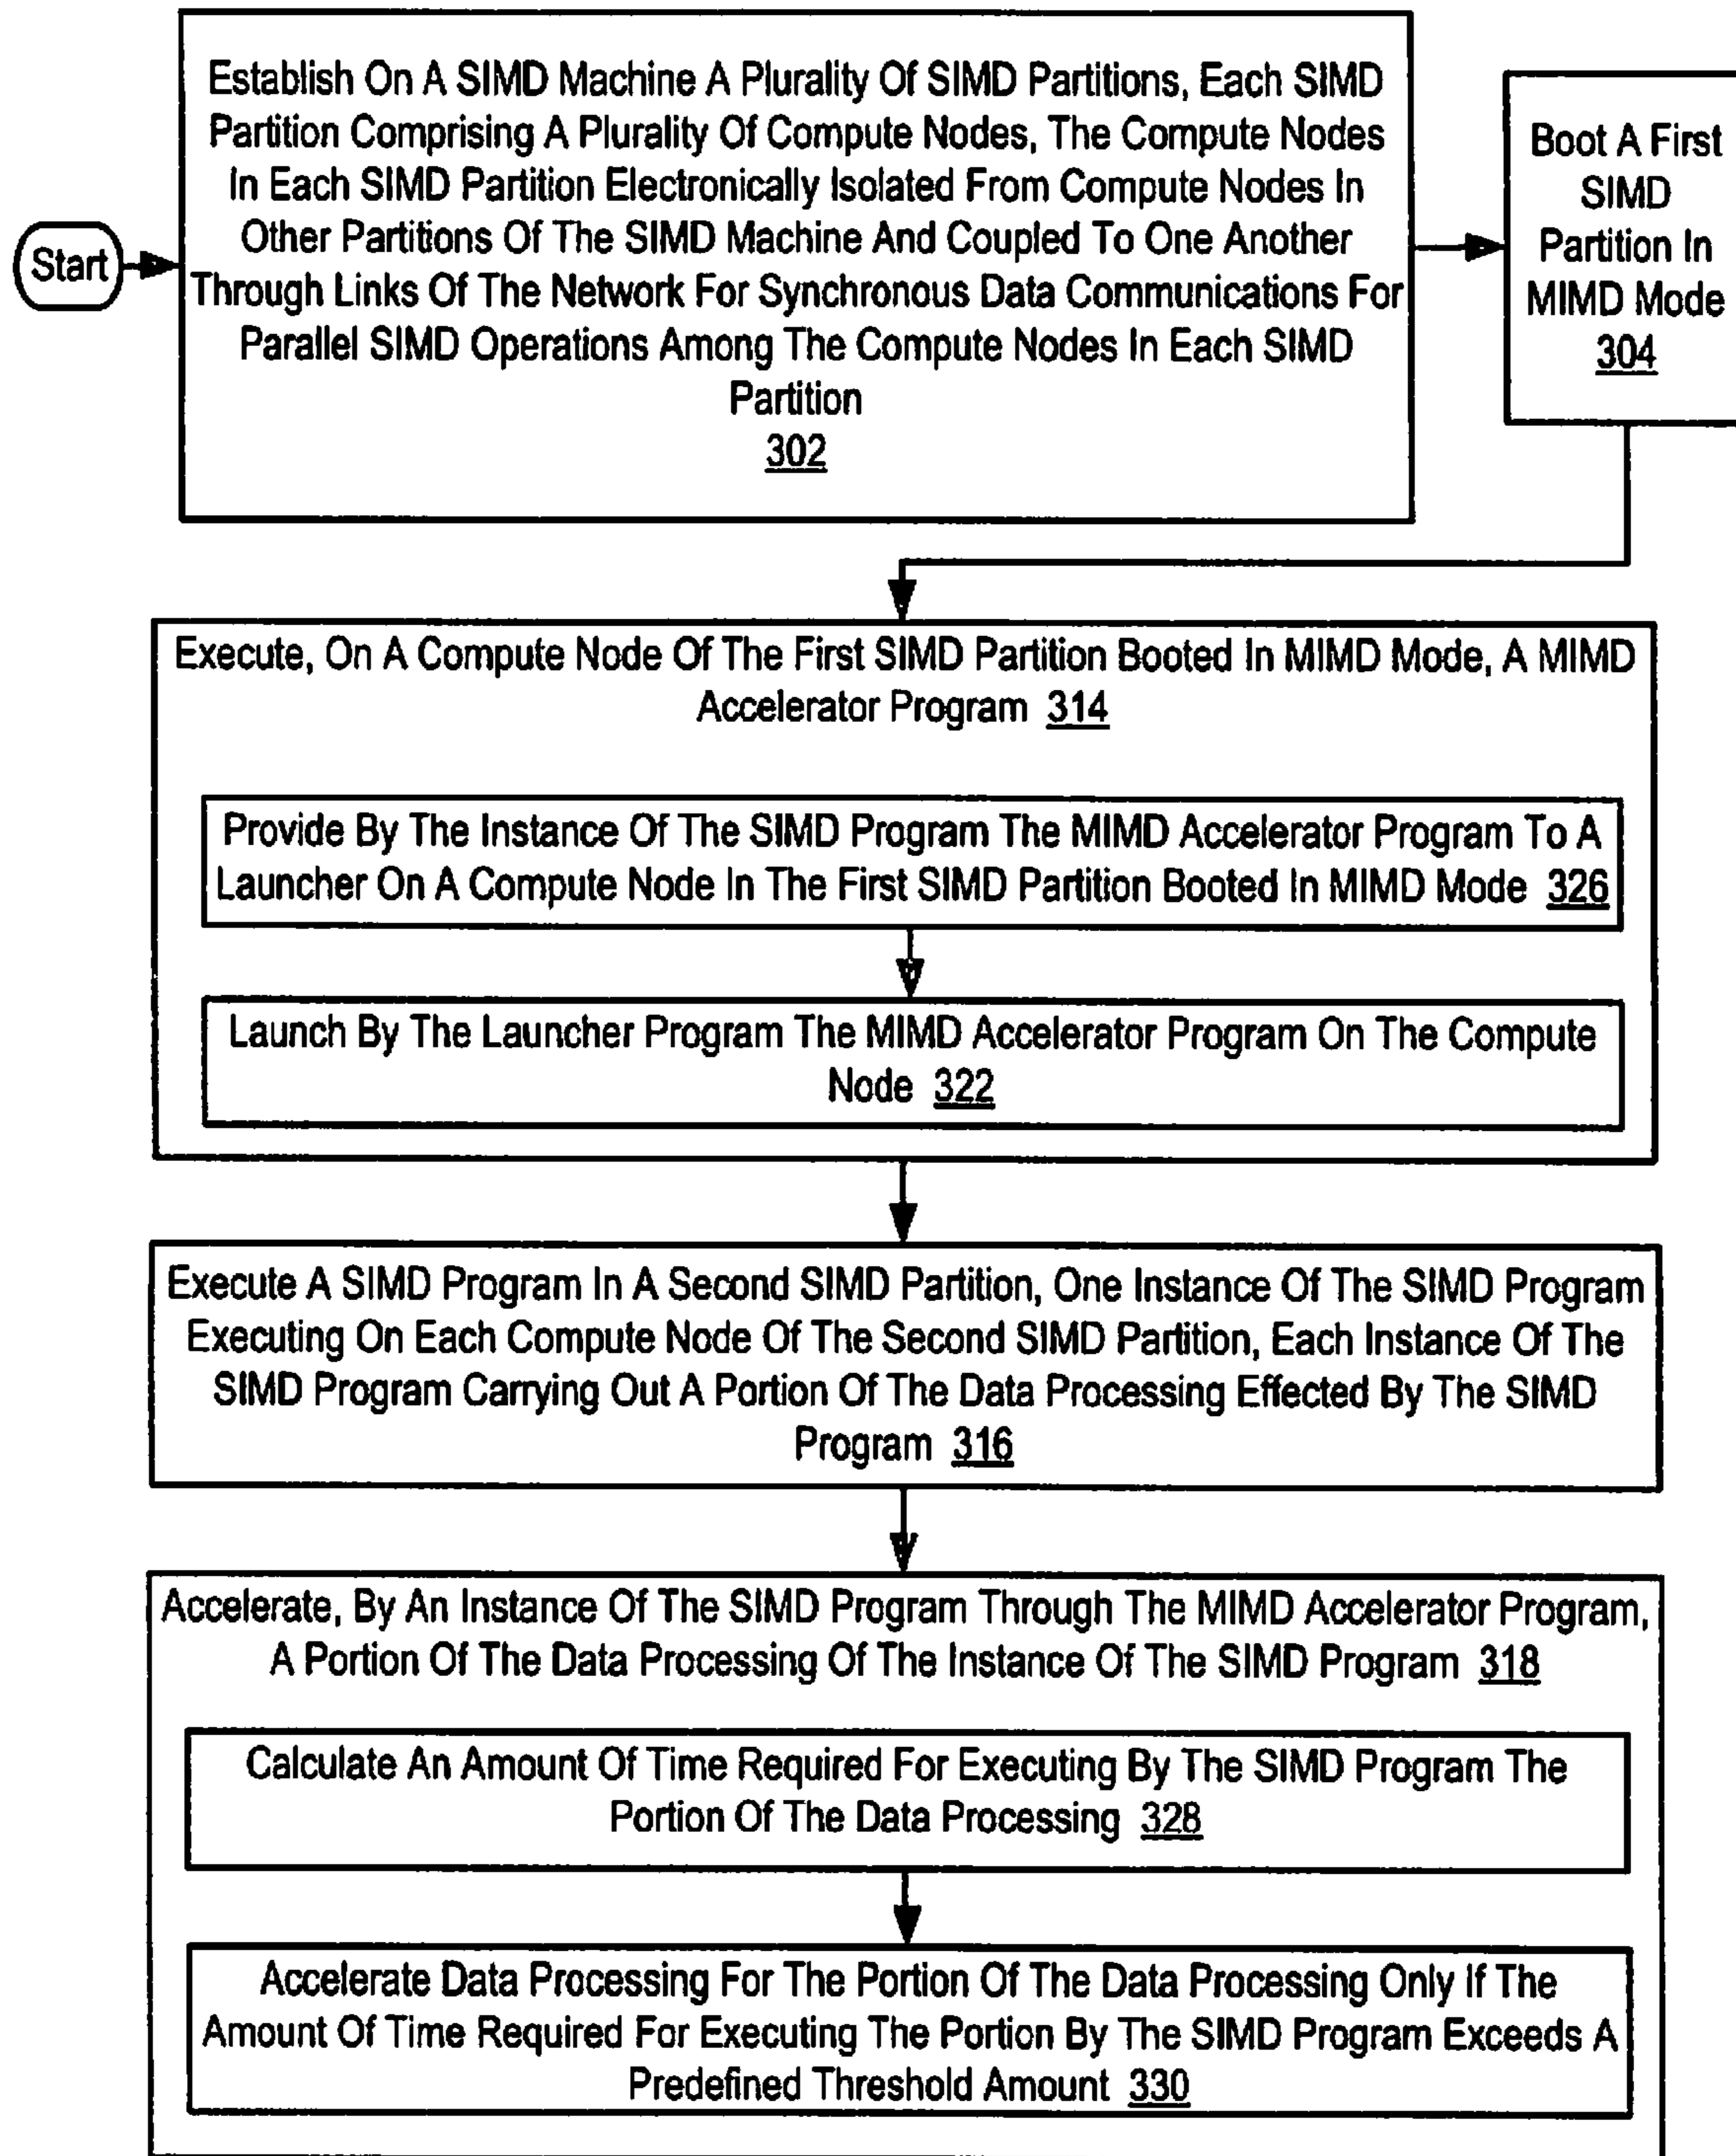 Start
Establish On A SIMD Machine A Plurality Of SIMD Partitions, Each SIMD
Partition Comprising A Plurality Of Compute Nodes, The Compute Nodes
In Each SIMD Partition Electronically Isolated From Compute Nodes In
Other Partitions Of The SIMD Machine And Coupled To One Another
Through Links Of The Network For Synchronous Data Communications For
Parallel SIMD Operations Among The Compute Nodes In Each SIMD
Partition
302
Boot A First
SIMD
Partition In
MIMD Mode
304
Execute, On A Compute Node Of The First SIMD Partition Booted In MIMD Mode, A MIMD
Accelerator Program 314
Provide By The Instance Of The SIMD Program The MIMD Accelerator Program To A
Launcher On A Compute Node In The First SIMD Partition Booted In MIMD Mode 326
Launch By The Launcher Program The MIMD Accelerator Program On The Compute
Node 322
Execute A SIMD Program In A Second SIMD Partition, One Instance Of The SIMD Program
Executing On Each Compute Node Of The Second SIMD Partition, Each Instance Of The
SIMD Program Carrying Out A Portion Of The Data Processing Effected By The SIMD
Program 316
Accelerate, By An Instance Of The SIMD Program Through The MIMD Accelerator Program,
A Portion Of The Data Processing Of The Instance Of The SIMD Program 318
Calculate An Amount Of Time Required For Executing By The SIMD Program The
Portion Of The Data Processing 328
Accelerate Data Processing For The Portion Of The Data Processing Only If The
Amount Of Time Required For Executing The Portion By The SIMD Program Exceeds A
Predefined Threshold Amount 330